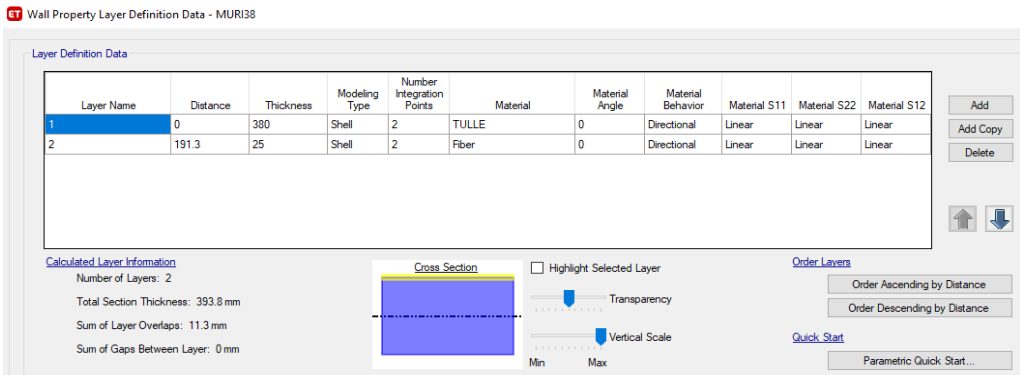 ET Wall Property Layer Definition Data - MURI38
Layer Definition Data
Layer Name Distance Thickness Modeling Type Number Integration Points Material Material Angle Material Behavior Material S11 Material S22 Material S12
1 0 380 Shell 2 TULLE 0 Directional Linear Linear Linear
2 191.3 25 Shell 2 Fiber 0 Directional Linear Linear Linear
Add
Add Copy
Delete
Calculated Layer Information
Number of Layers: 2
Total Section Thickness: 393.8 mm
Sum of Layer Overlaps: 11.3 mm
Sum of Gaps Between Layer: 0 mm
Cross Section
Highlight Selected Layer
Transparency
Vertical Scale
Min Max
Order Layers
Order Ascending by Distance
Order Descending by Distance
Quick Start
Parametric Quick Start...